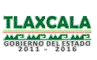 TLAXCALA
GOBIERNO DEL ESTADO
2011 - 2016